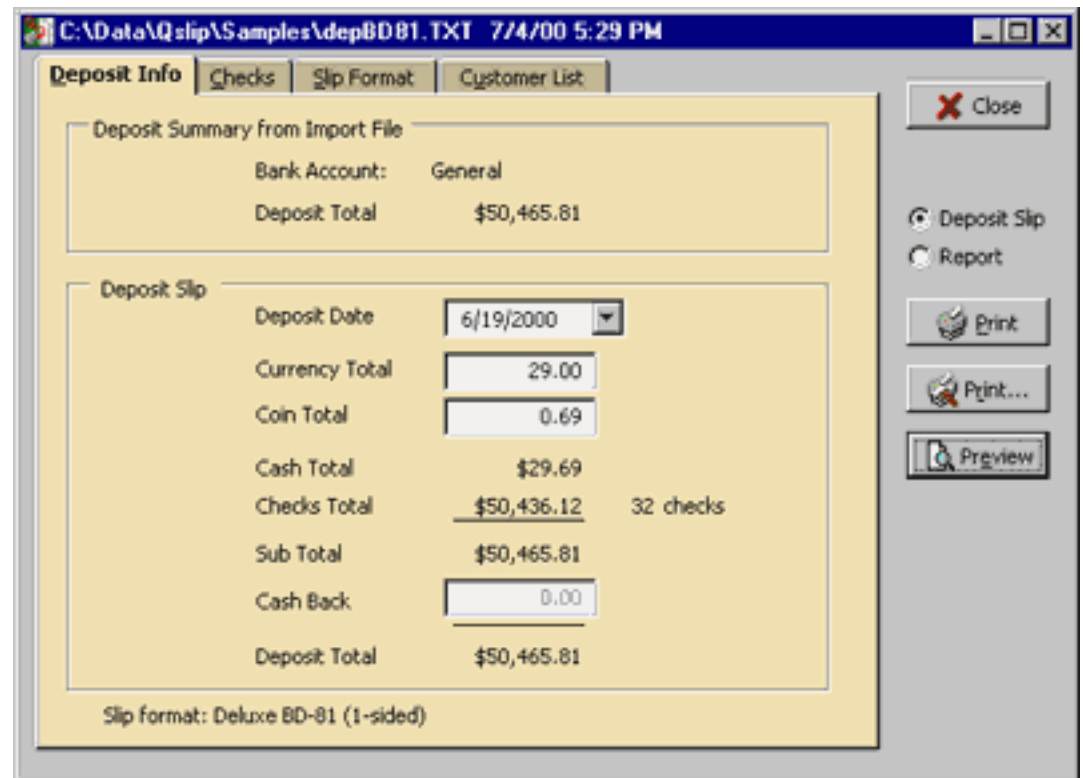 C:\Data\Qslip\Samples\depBD81.TXT 7/4/00 5:29 PM
Deposit Info Checks Slip Format Customer List
Close
Deposit Summary from Import File
Bank Account: General
Deposit Total $50,465.81
Deposit Slip
Report
Deposit Slip
Deposit Date 6/19/2000
Print
Currency Total 29.00
Coin Total 0.69
Print...
Cash Total $29.69
Preview
Checks Total $50,436.12 32 checks
Sub Total $50,465.81
Cash Back 0.00
Deposit Total $50,465.81
Slip format: Deluxe BD-81 (1-sided)